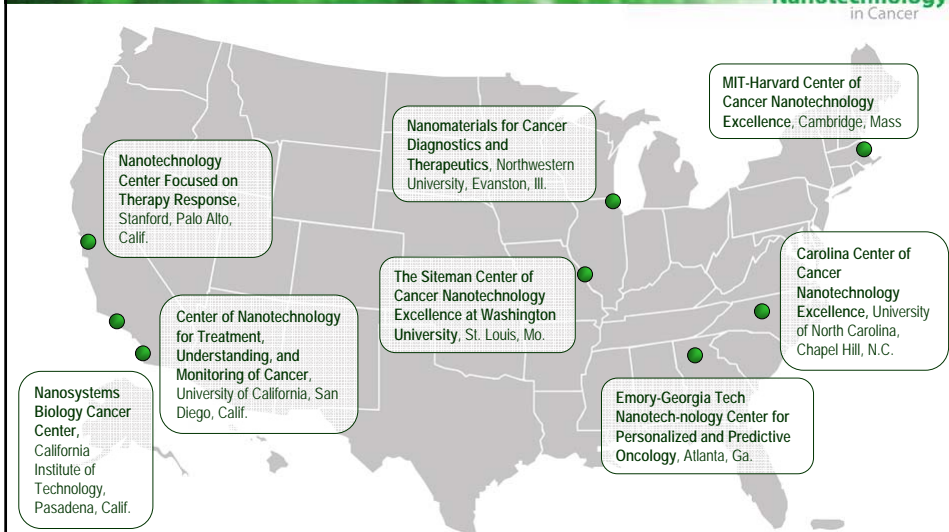 Nanotechnology
in Cancer
MIT-Harvard Center of
Cancer Nanotechnology
Excellence, Cambridge, Mass
Nanomaterials for Cancer
Diagnostics and
Therapeutics, Northwestern
University, Evanston, Ill.
Nanotechnology
Center Focused on
Therapy Response,
Stanford, Palo Alto,
Calif.
Carolina Center of
Cancer
Nanotechnology
Excellence, University
of North Carolina,
Chapel Hill, N.C.
The Siteman Center of
Cancer Nanotechnology
Excellence at Washington
University, St. Louis, Mo.
Center of Nanotechnology
for Treatment,
Understanding, and
Monitoring of Cancer,
University of California, San
Diego, Calif.
Nanosystems
Biology Cancer
Center,
California
Institute of
Technology,
Pasadena, Calif.
Emory-Georgia Tech
Nanotech-nology Center for
Personalized and Predictive
Oncology, Atlanta, Ga.